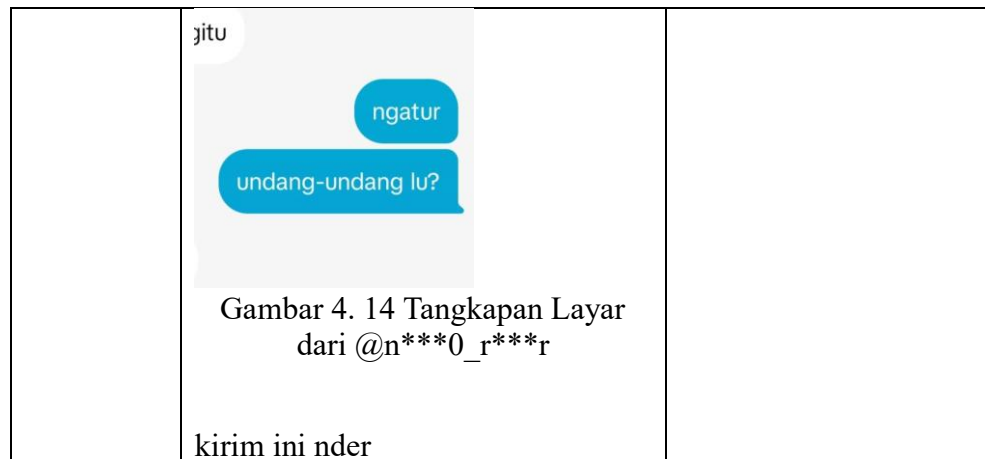 gitu
ngatur
undang-undang lu?
Gambar 4. 14 Tangkapan Layar
dari @n***0_r***r
kirim ini nder